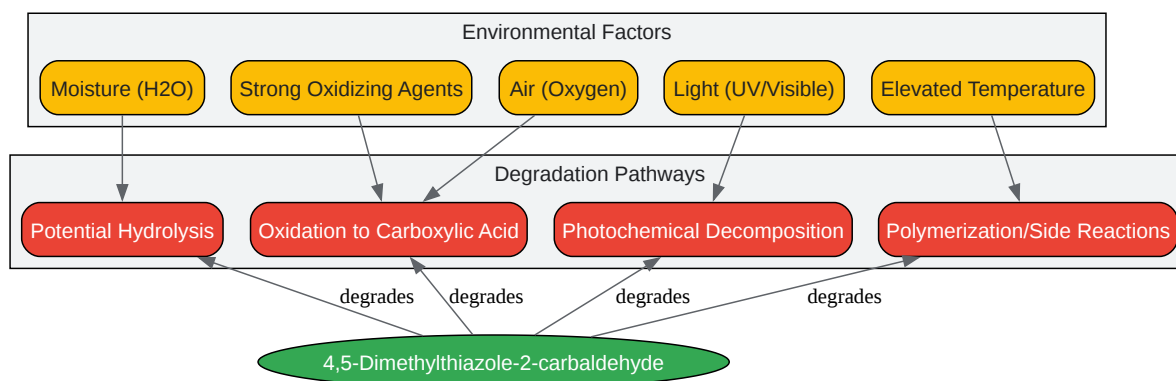 Environmental Factors
Moisture (H2O)
Strong Oxidizing Agents
Air (Oxygen)
Light (UV/Visible)
Elevated Temperature
Degradation Pathways
Potential Hydrolysis
Oxidation to Carboxylic Acid
Photochemical Decomposition
Polymerization/Side Reactions
degrades
degrades
degrades
degrades
4,5-Dimethylthiazole-2-carbaldehyde